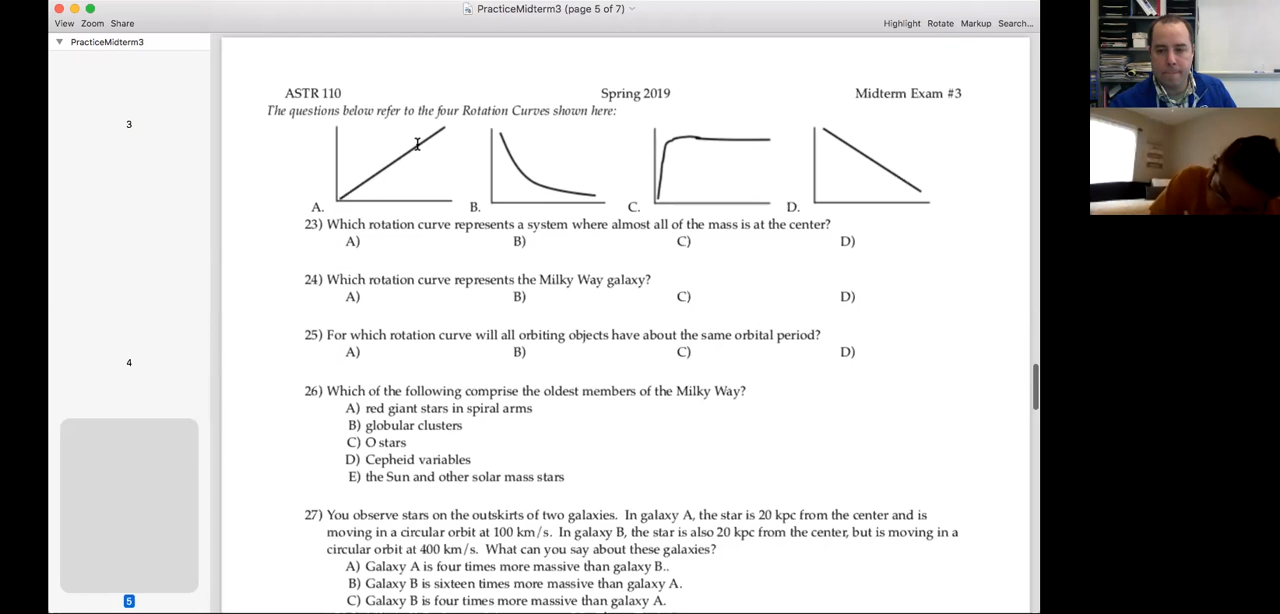 PracticeMidterm3 (page 5 of 7)
View Zoom Share
Highlight Rotate Markup Search...
PracticeMidterm3
3
4
5
ASTR 110 Spring 2019 Midterm Exam #3
The questions below refer to the four Rotation Curves shown here:
A. B. C. D.
23) Which rotation curve represents a system where almost all of the mass is at the center?
A) B) C) D)
24) Which rotation curve represents the Milky Way galaxy?
A) B) C) D)
25) For which rotation curve will all orbiting objects have about the same orbital period?
A) B) C) D)
26) Which of the following comprise the oldest members of the Milky Way?
A) red giant stars in spiral arms
B) globular clusters
C) O stars
D) Cepheid variables
E) the Sun and other solar mass stars
27) You observe stars on the outskirts of two galaxies. In galaxy A, the star is 20 kpc from the center and is
moving in a circular orbit at 100 km/s. In galaxy B, the star is also 20 kpc from the center, but is moving in a
circular orbit at 400 km/s. What can you say about these galaxies?
A) Galaxy A is four times more massive than galaxy B..
B) Galaxy B is sixteen times more massive than galaxy A.
C) Galaxy B is four times more massive than galaxy A.